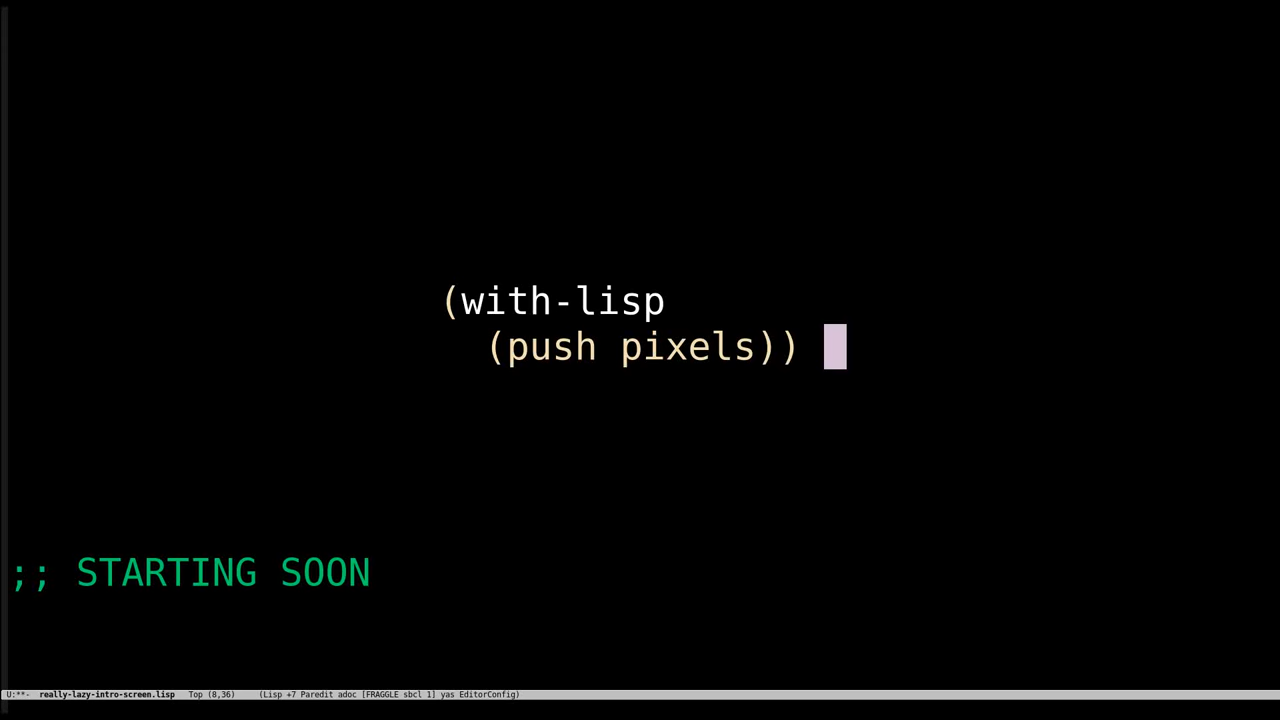 (with-lisp
(push pixels))
;; STARTING SOON
U:**- really-lazy-intro-screen.lisp Top (8,36) (Lisp +7 Paredit adoc [FRAGGLE sbcl 1] yas EditorConfig)